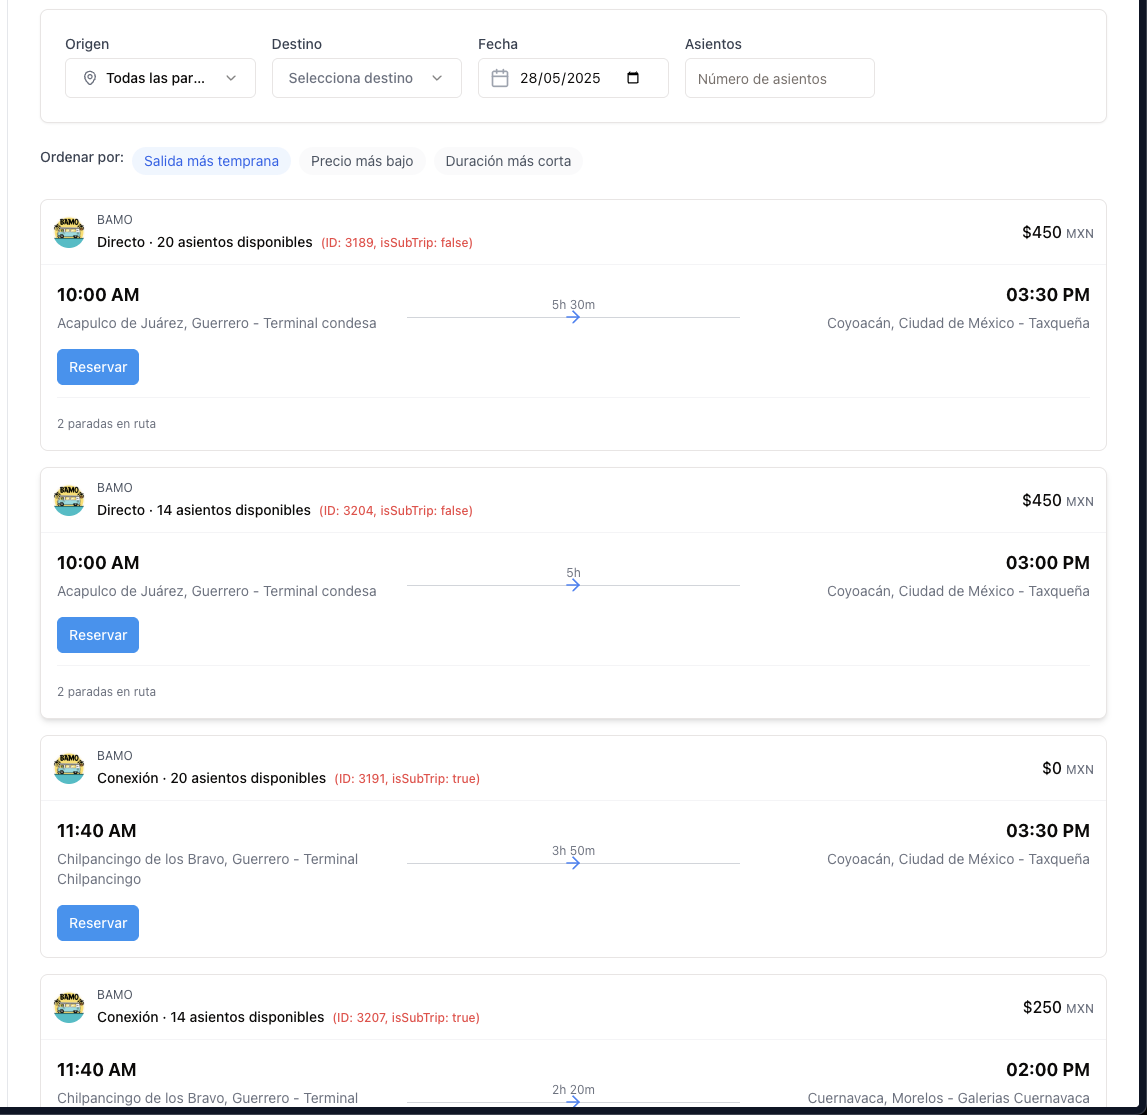 Origen Destino Fecha Asientos
Todas las par... Selecciona destino 28/05/2025 Número de asientos
Ordenar por: Salida más temprana Precio más bajo Duración más corta
BAMO
BAMO
Directo · 20 asientos disponibles (ID: 3189, isSubTrip: false)
$450 MXN
10:00 AM
5h 30m
03:30 PM
Acapulco de Juárez, Guerrero - Terminal condesa
Coyoacán, Ciudad de México - Taxqueña
Reservar
2 paradas en ruta
BAMO
BAMO
Directo · 14 asientos disponibles (ID: 3204, isSubTrip: false)
$450 MXN
10:00 AM
5h
03:00 PM
Acapulco de Juárez, Guerrero - Terminal condesa
Coyoacán, Ciudad de México - Taxqueña
Reservar
2 paradas en ruta
BAMO
BAMO
Conexión · 20 asientos disponibles (ID: 3191, isSubTrip: true)
$0 MXN
11:40 AM
3h 50m
03:30 PM
Chilpancingo de los Bravo, Guerrero - Terminal
Chilpancingo
Coyoacán, Ciudad de México - Taxqueña
Reservar
BAMO
BAMO
Conexión · 14 asientos disponibles (ID: 3207, isSubTrip: true)
$250 MXN
11:40 AM
2h 20m
02:00 PM
Chilpancingo de los Bravo, Guerrero - Terminal
Cuernavaca, Morelos - Galerias Cuernavaca